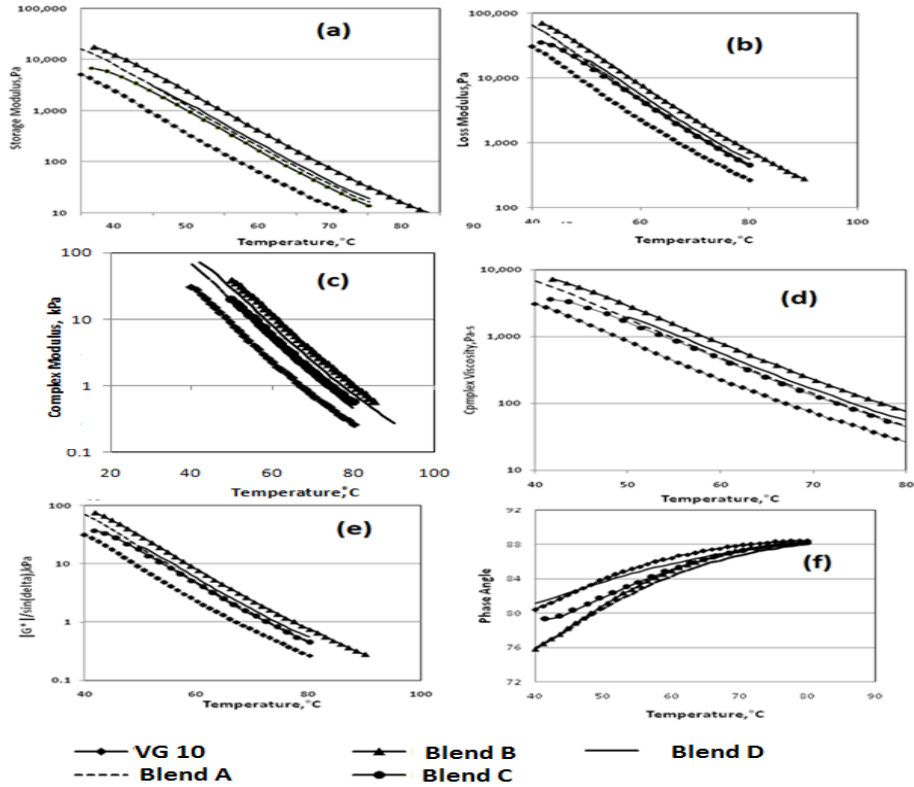 100,000
10,000
1,000
100
10
Storage Modulus,Pa
(a)
40 50 60 70 80 90
Temperature,°C
100,000
10,000
1,000
100
Loss Modulus,Pa
(b)
40 60 80 100
Temperature,°C
100
10
1
0.1
Complex Modulus, kPa
(c)
20 40 60 80 100
Temperature,°C
10,000
1,000
100
10
Cpmplex Viscosity,Pa-s
(d)
40 50 60 70 80
Temperature,°C
100
10
1
0.1
|G*|/sin(delta),kPa
(e)
40 60 80 100
Temperature,°C
92
88
84
80
76
72
Phase Angle
(f)
40 50 60 70 80 90
Temperature,°C
VG 10 Blend B Blend D
Blend A Blend C